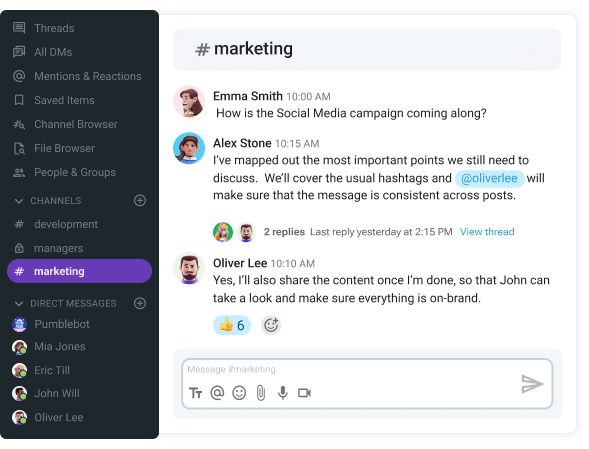 Threads
All DMs
Mentions & Reactions
Saved Items
Channel Browser
File Browser
People & Groups
CHANNELS
# development
managers
# marketing
DIRECT MESSAGES
Pumblebot
Mia Jones
Eric Till
John Will
Oliver Lee
# marketing
Emma Smith 10:00 AM
How is the Social Media campaign coming along?
Alex Stone 10:15 AM
I've mapped out the most important points we still need to
discuss. We'll cover the usual hashtags and @oliverlee will
make sure that the message is consistent across posts.
2 replies Last reply yesterday at 2:15 PM View thread
Oliver Lee 10:10 AM
Yes, I'll also share the content once I'm done, so that John can
take a look and make sure everything is on-brand.
👍 6
Message #marketing